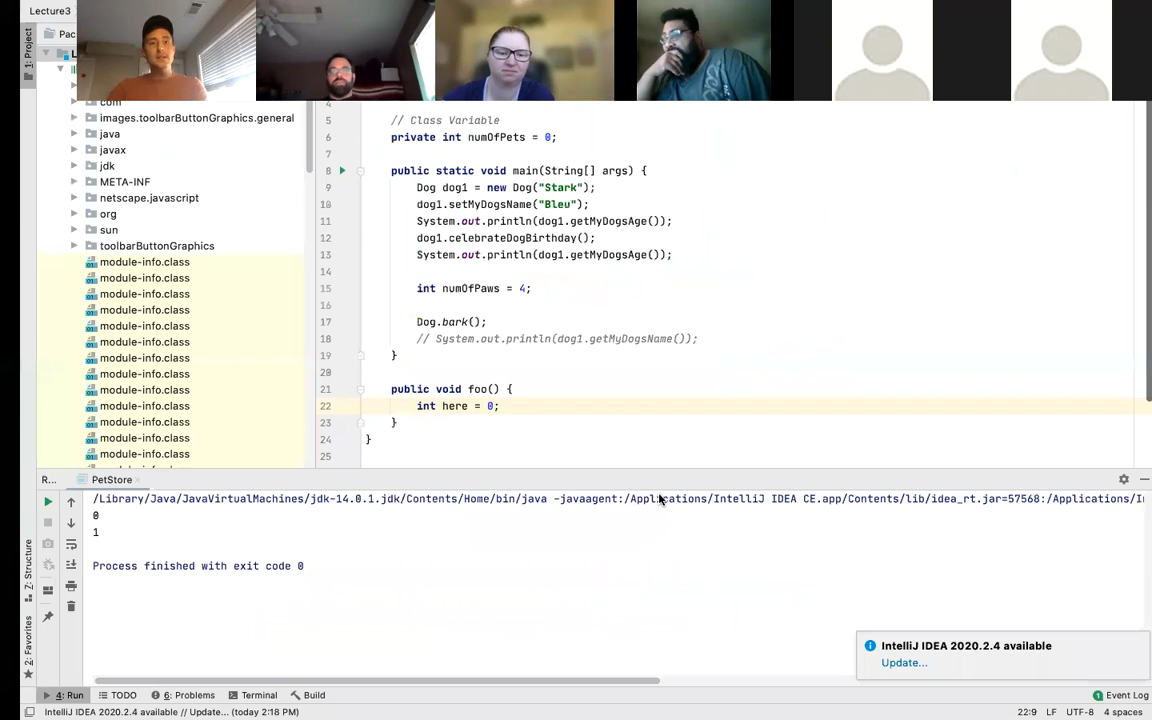 Lecture3
1: Project
Pac
com
images.toolbarButtonGraphics.general
java
javax
jdk
META-INF
netscape.javascript
org
sun
toolbarButtonGraphics
module-info.class
module-info.class
module-info.class
module-info.class
module-info.class
module-info.class
module-info.class
module-info.class
module-info.class
module-info.class
module-info.class
module-info.class
5 // Class Variable
6 private int numOfPets = 0;
7
8 public static void main(String[] args) {
9 Dog dog1 = new Dog("Stark");
10 dog1.setMyDogsName("Bleu");
11 System.out.println(dog1.getMyDogsAge());
12 dog1.celebrateDogBirthday();
13 System.out.println(dog1.getMyDogsAge());
14
15 int numOfPaws = 4;
16
17 Dog.bark();
18 // System.out.println(dog1.getMyDogsName());
19 }
20
21 public void foo() {
22 int here = 0;
23 }
24 }
25
R... PetStore
/Library/Java/JavaVirtualMachines/jdk-14.0.1.jdk/Contents/Home/bin/java -javaagent:/Applications/IntelliJ IDEA CE.app/Contents/lib/idea_rt.jar=57568:/Applications/
0
1
Process finished with exit code 0
7: Structure
2: Favorites
IntelliJ IDEA 2020.2.4 available
Update...
4: Run TODO 6: Problems Terminal Build 1 Event Log
IntelliJ IDEA 2020.2.4 available // Update... (today 2:18 PM) 22:9 LF UTF-8 4 spaces